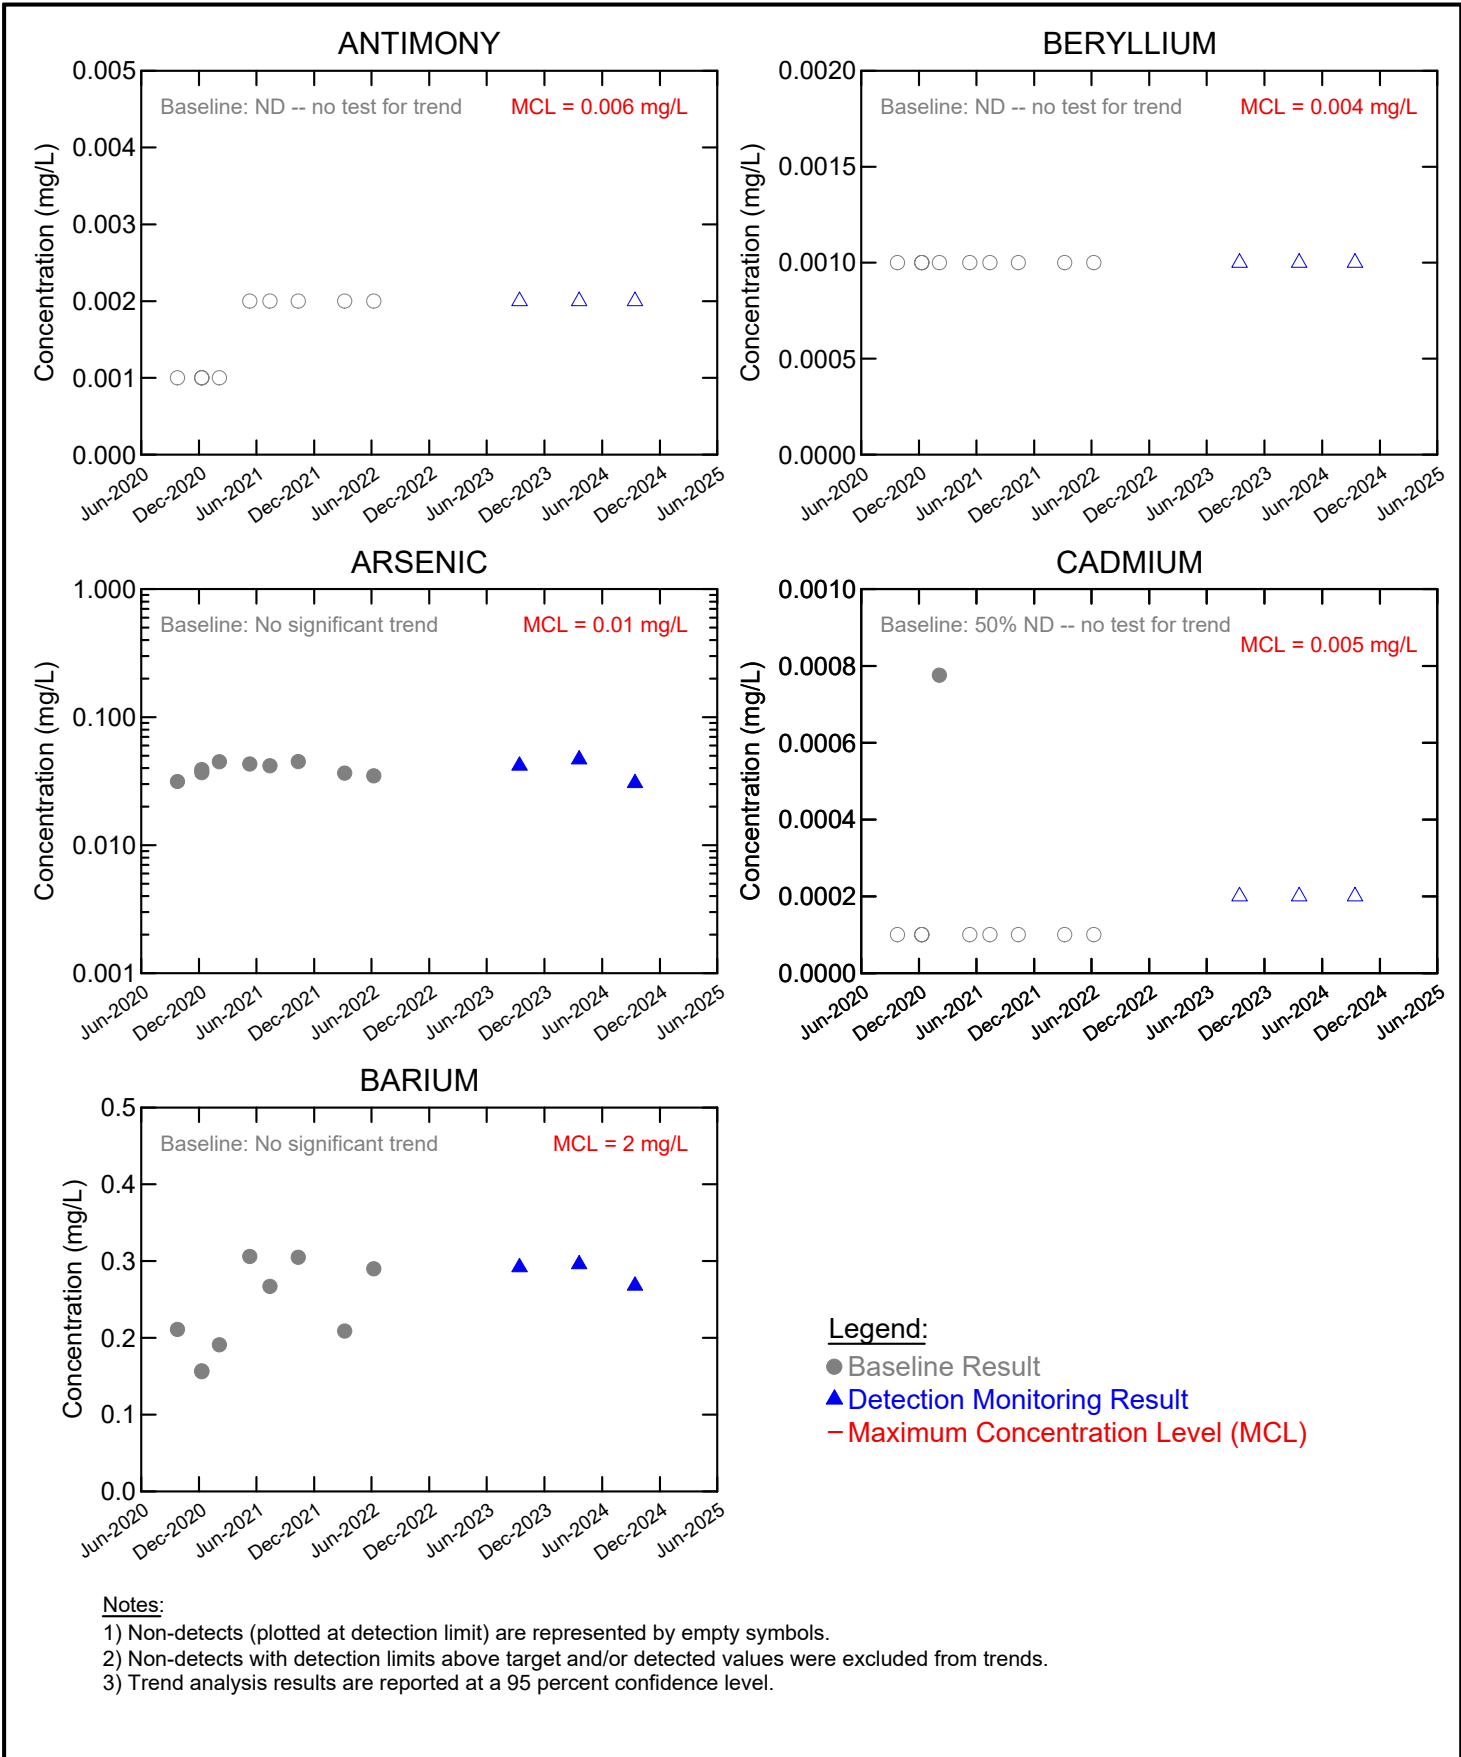 ANTIMONY
Baseline: ND -- no test for trend
MCL = 0.006 mg/L
Concentration (mg/L)
0.005
0.004
0.003
0.002
0.001
0.000
Jun-2020
Dec-2020
Jun-2021
Dec-2021
Jun-2022
Dec-2022
Jun-2023
Dec-2023
Jun-2024
Dec-2024
Jun-2025
BERYLLIUM
Baseline: ND -- no test for trend
MCL = 0.004 mg/L
Concentration (mg/L)
0.0020
0.0015
0.0010
0.0005
0.0000
Jun-2020
Dec-2020
Jun-2021
Dec-2021
Jun-2022
Dec-2022
Jun-2023
Dec-2023
Jun-2024
Dec-2024
Jun-2025
ARSENIC
Baseline: No significant trend
MCL = 0.01 mg/L
Concentration (mg/L)
1.000
0.100
0.010
0.001
Jun-2020
Dec-2020
Jun-2021
Dec-2021
Jun-2022
Dec-2022
Jun-2023
Dec-2023
Jun-2024
Dec-2024
Jun-2025
CADMIUM
Baseline: 50% ND -- no test for trend
MCL = 0.005 mg/L
Concentration (mg/L)
0.0010
0.0008
0.0006
0.0004
0.0002
0.0000
Jun-2020
Dec-2020
Jun-2021
Dec-2021
Jun-2022
Dec-2022
Jun-2023
Dec-2023
Jun-2024
Dec-2024
Jun-2025
BARIUM
Baseline: No significant trend
MCL = 2 mg/L
Concentration (mg/L)
0.5
0.4
0.3
0.2
0.1
0.0
Jun-2020
Dec-2020
Jun-2021
Dec-2021
Jun-2022
Dec-2022
Jun-2023
Dec-2023
Jun-2024
Dec-2024
Jun-2025
Legend:
Baseline Result
Detection Monitoring Result
Maximum Concentration Level (MCL)
Notes:
1) Non-detects (plotted at detection limit) are represented by empty symbols.
2) Non-detects with detection limits above target and/or detected values were excluded from trends.
3) Trend analysis results are reported at a 95 percent confidence level.